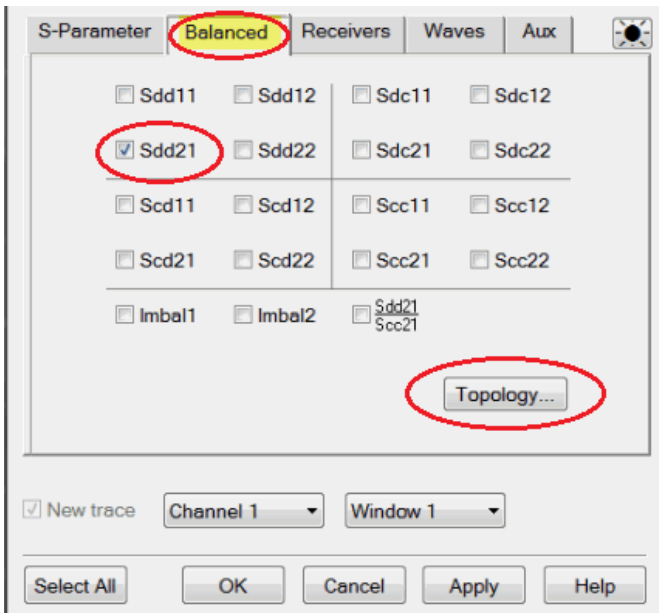 S-Parameter Balanced Receivers Waves Aux
Sdd11 Sdd12 Sdc11 Sdc12
Sdd21 Sdd22 Sdc21 Sdc22
Scd11 Scd12 Scc11 Scc12
Scd21 Scd22 Scc21 Scc22
Imbal1 Imbal2 Sdd21
Scc21
Topology...
New trace Channel 1 Window 1
Select All OK Cancel Apply Help